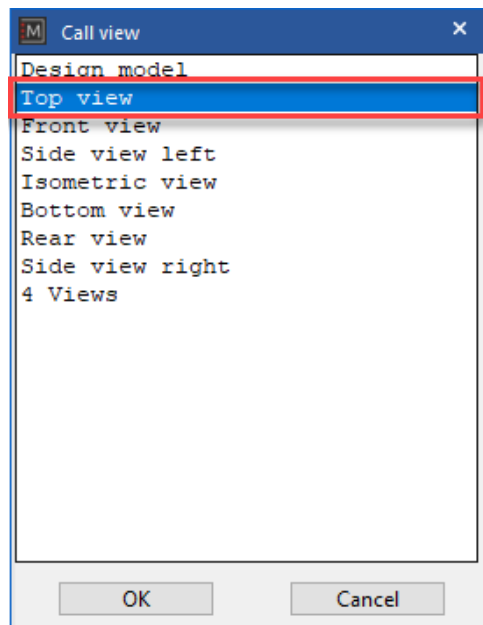 M Call view
Design model
Top view
Front view
Side view left
Isometric view
Bottom view
Rear view
Side view right
4 Views
OK Cancel